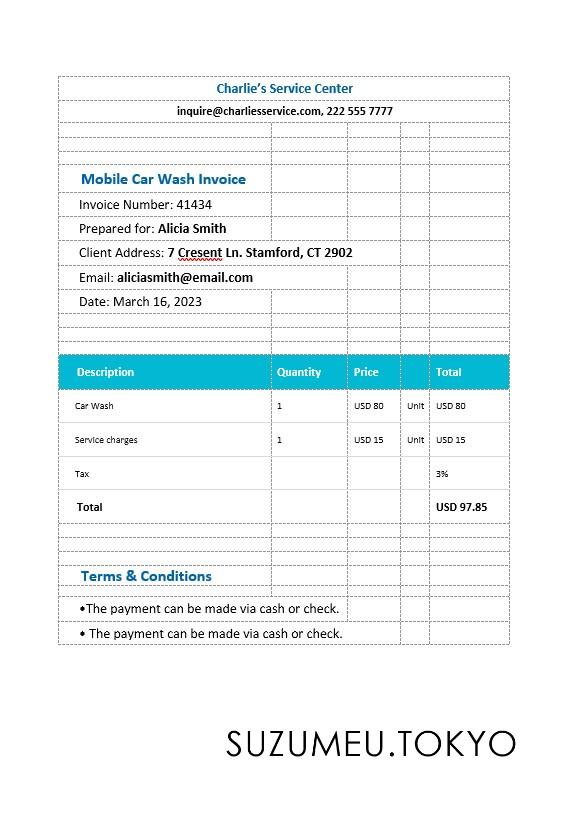 Charlie’s Service Center
inquire@charliesservice.com, 222 555 7777
Mobile Car Wash Invoice
Invoice Number: 41434
Prepared for: Alicia Smith
Client Address: 7 Cresent Ln. Stamford, CT 2902
Email: aliciasmith@email.com
Date: March 16, 2023
Description Quantity Price Total
Car Wash 1 USD 80 Unit USD 80
Service charges 1 USD 15 Unit USD 15
Tax 3%
Total USD 97.85
Terms & Conditions
•The payment can be made via cash or check.
• The payment can be made via cash or check.
SUZUMEU.TOKYO